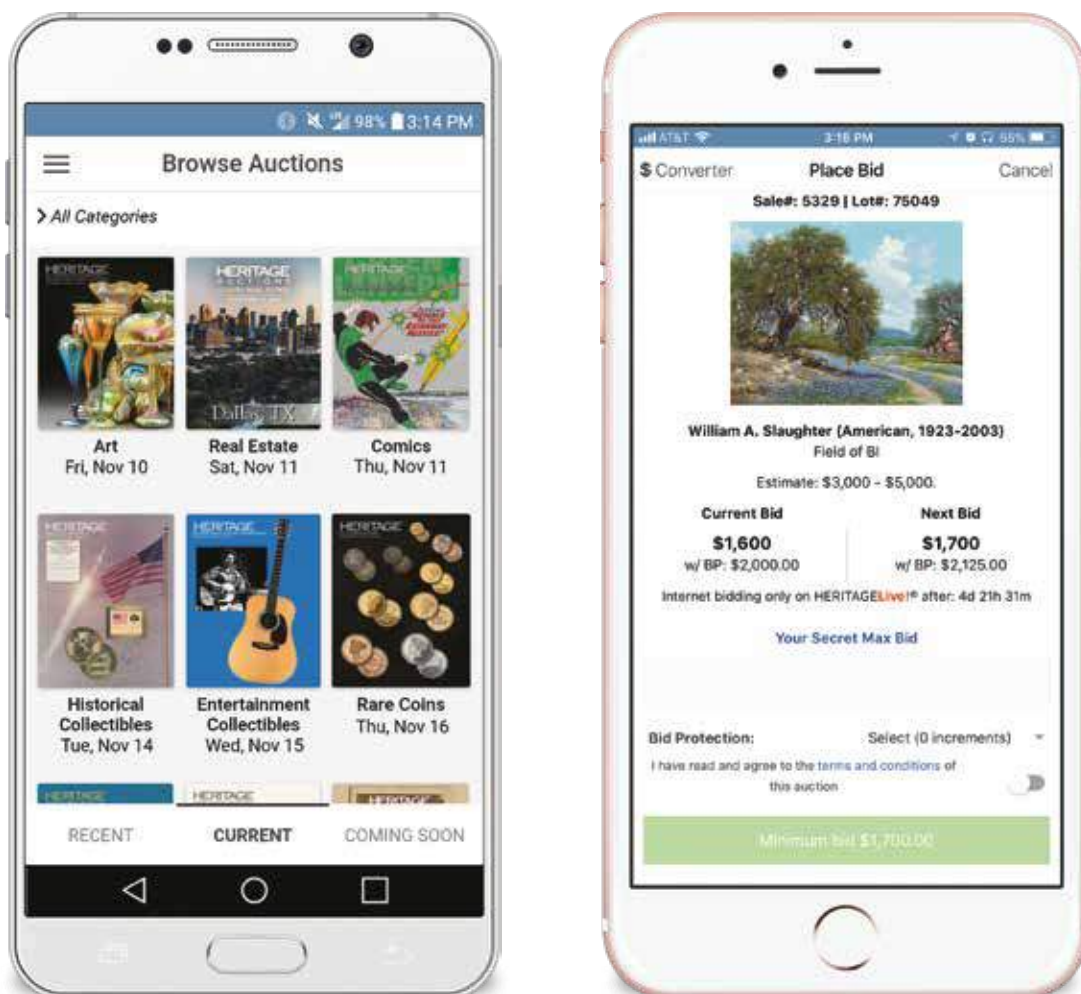 98% 3:14 PM
Browse Auctions
All Categories
HERITAGE
HERITAGE
AUCTIONS
Dallas, TX
Art
Fri, Nov 10
Real Estate
Sat, Nov 11
Comics
Thu, Nov 11
HERITAGE
HERITAGE
HERITAGE
Historical
Collectibles
Tue, Nov 14
Entertainment
Collectibles
Wed, Nov 15
Rare Coins
Thu, Nov 16
HERITAGE
HERITAGE
HERITAGE
RECENT
CURRENT
COMING SOON
AT&T
3:16 PM
$ Converter
Place Bid
Cancel
Sale#: 5329 | Lot#: 75049
William A. Slaughter (American, 1923-2003)
Field of Bl
Estimate: $3,000 - $5,000.
Current Bid
Next Bid
$1,600
$1,700
w/ BP: $2,000.00
w/ BP: $2,125.00
Internet bidding only on HERITAGELive!® after: 4d 21h 31m
Your Secret Max Bid
Bid Protection:
Select (0 increments)
I have read and agree to the terms and conditions of
this auction
Minimum bid $1,700.00